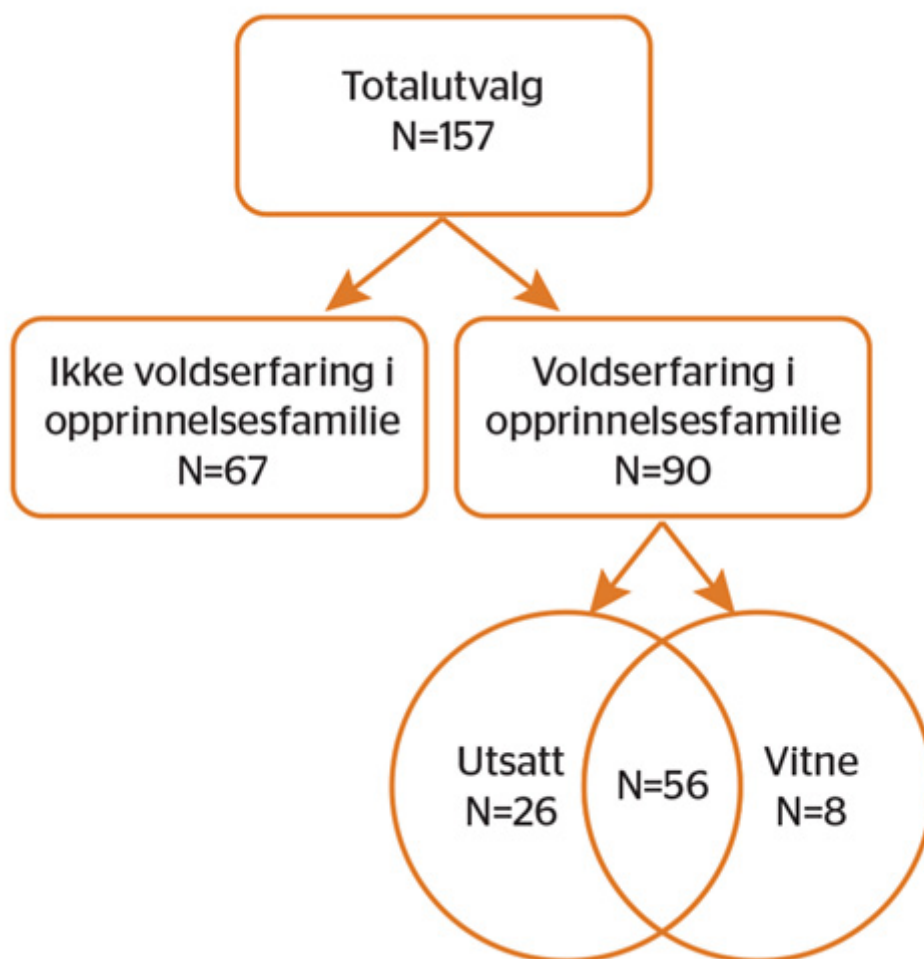 Totalutvalg
N=157
Ikke voldserfaring i
opprinnelsesfamilie
N=67
Voldserfaring i
opprinnelsesfamilie
N=90
Utsatt
N=26
N=56
Vitne
N=8